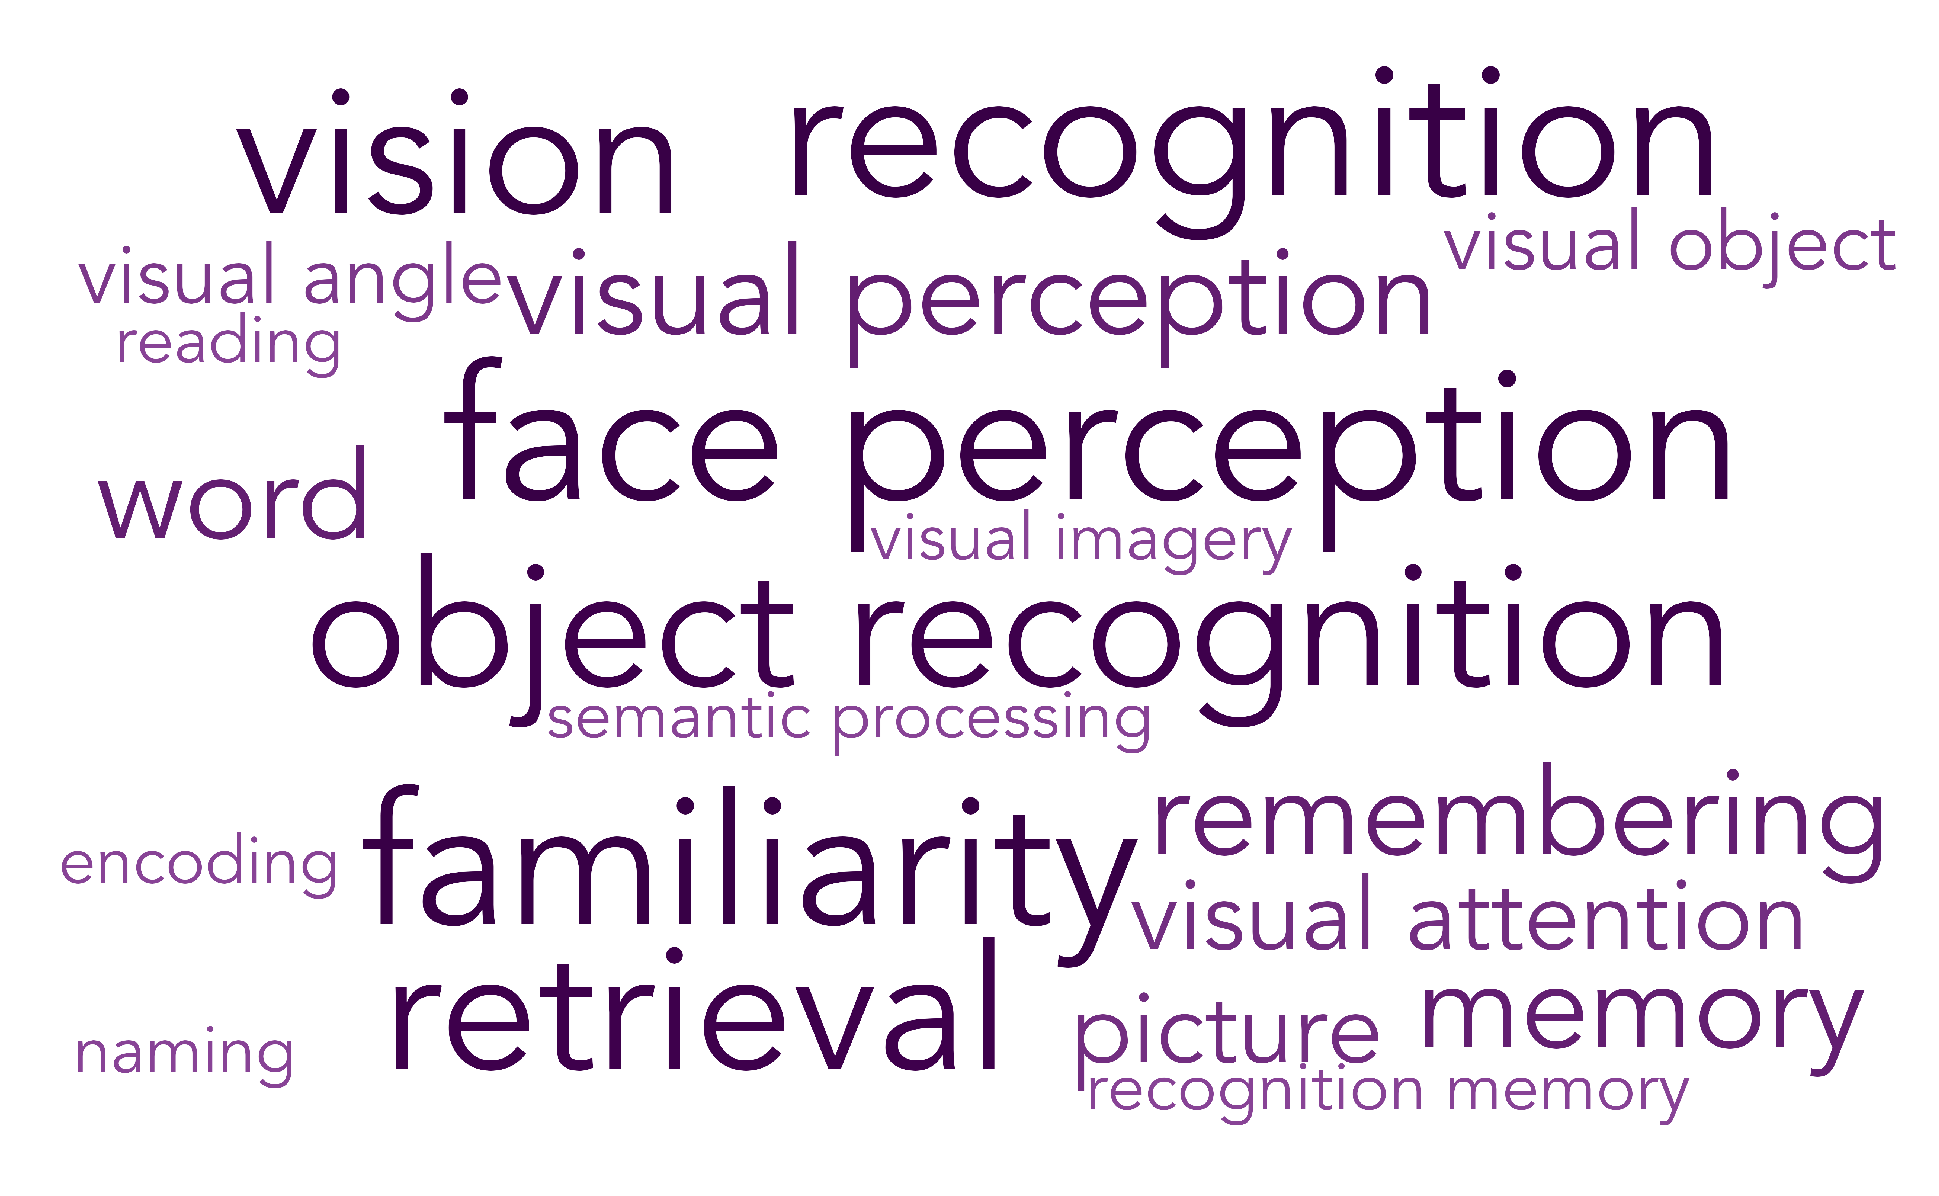 vision recognition
visual object
visual angle visual perception
reading
face perception
word
visual imagery
object recognition
semantic processing
remembering
encoding familiarity
visual attention
retrieval
picture memory
naming
recognition memory